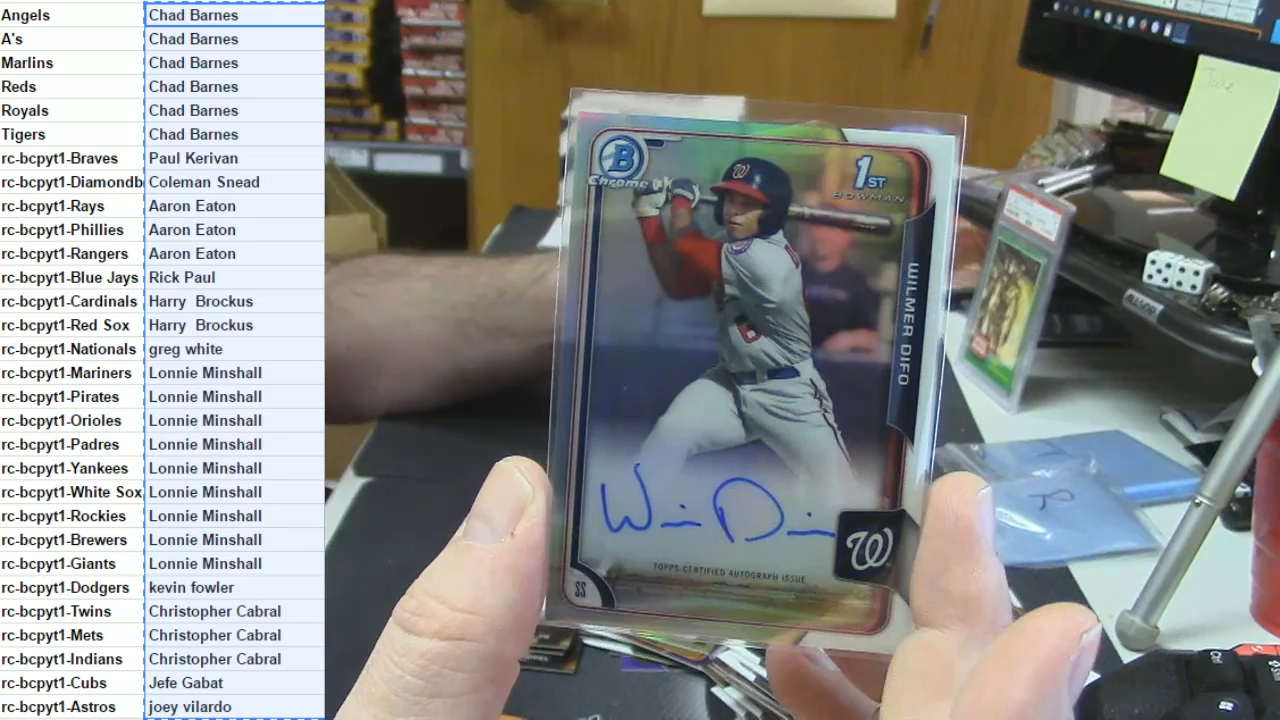 Angels Chad Barnes
A's Chad Barnes
Marlins Chad Barnes
Reds Chad Barnes
Royals Chad Barnes
Tigers Chad Barnes
rc-bcpyt1-Braves Paul Kerivan
rc-bcpyt1-Diamondb Coleman Snead
rc-bcpyt1-Rays Aaron Eaton
rc-bcpyt1-Phillies Aaron Eaton
rc-bcpyt1-Rangers Aaron Eaton
rc-bcpyt1-Blue Jays Rick Paul
rc-bcpyt1-Cardinals Harry Brockus
rc-bcpyt1-Red Sox Harry Brockus
rc-bcpyt1-Nationals greg white
rc-bcpyt1-Mariners Lonnie Minshall
rc-bcpyt1-Pirates Lonnie Minshall
rc-bcpyt1-Orioles Lonnie Minshall
rc-bcpyt1-Padres Lonnie Minshall
rc-bcpyt1-Yankees Lonnie Minshall
rc-bcpyt1-White Sox Lonnie Minshall
rc-bcpyt1-Rockies Lonnie Minshall
rc-bcpyt1-Brewers Lonnie Minshall
rc-bcpyt1-Giants Lonnie Minshall
rc-bcpyt1-Dodgers kevin fowler
rc-bcpyt1-Twins Christopher Cabral
rc-bcpyt1-Mets Christopher Cabral
rc-bcpyt1-Indians Christopher Cabral
rc-bcpyt1-Cubs Jefe Gabat
rc-bcpyt1-Astros joey vilardo
B
Chrome
1ST
BOWMAN
W
6
WILMER DIFO
W
TOPPS CERTIFIED AUTOGRAPH ISSUE
SS
Jake
ALLSOP